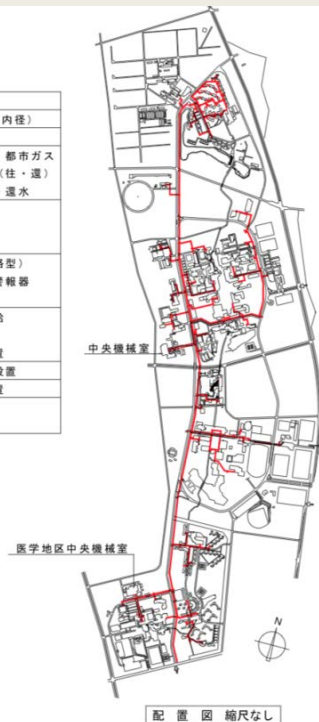 内径)
都市ガス
(往・還)
還水
型)
警報器
給
置
設置
置
中央機械室
医学地区中央機械室
N
配 置 図 縮尺なし